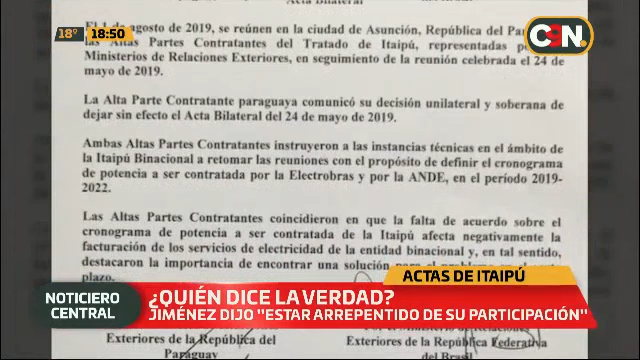 18°
18:50
C9N.
Acta Bilateral
El 1 de agosto de 2019, se reúnen en la ciudad de Asunción, República del
las Altas Partes Contratantes del Tratado de Itaipú, representadas
Ministerios de Relaciones Exteriores, en seguimiento de la reunión celebrada el 24 de
mayo de 2019.
La Alta Parte Contratante paraguaya comunicó su decisión unilateral y soberana de
dejar sin efecto el Acta Bilateral del 24 de mayo de 2019.
Ambas Altas Partes Contratantes instruyeron a las instancias técnicas en el ámbito de
la Itaipú Binacional a retomar las reuniones con el propósito de definir el cronograma
de potencia a ser contratada por la Electrobras y por la ANDE, en el período 2019-
2022.
Las Altas Partes Contratantes coincidieron en que la falta de acuerdo sobre el
cronograma de potencia a ser contratada de la Itaipú afecta negativamente la
facturación de los servicios de electricidad de la entidad binacional y, en tal sentido,
destacaron la importancia de encontrar una solución
plazo.
ACTAS DE ITAIPÚ
NOTICIERO
CENTRAL
¿QUIÉN DICE LA VERDAD?
JIMÉNEZ DIJO "ESTAR ARREPENTIDO DE SU PARTICIPACIÓN"
Exteriores de la República del
Paraguay
Exteriores de la República Federativa
del Brasil